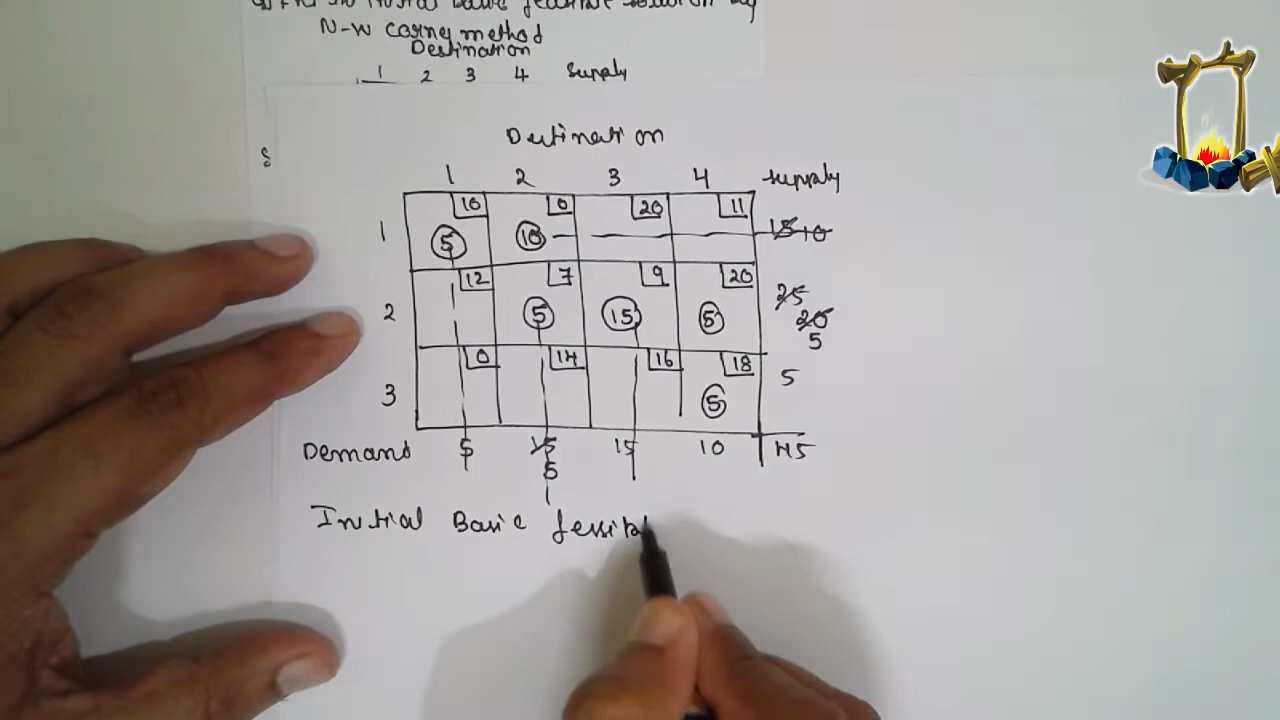 N-W corner method
Destination
1 2 3 4 Supply
S
Destination
1 2 3 4 supply
1 10 0 20 11 15 10
5 10
2 12 7 9 20 25
5 15 5 20
5
3 0 14 16 18 5
5
Demand 5 15 15 10 45
5
Initial Basic fessib